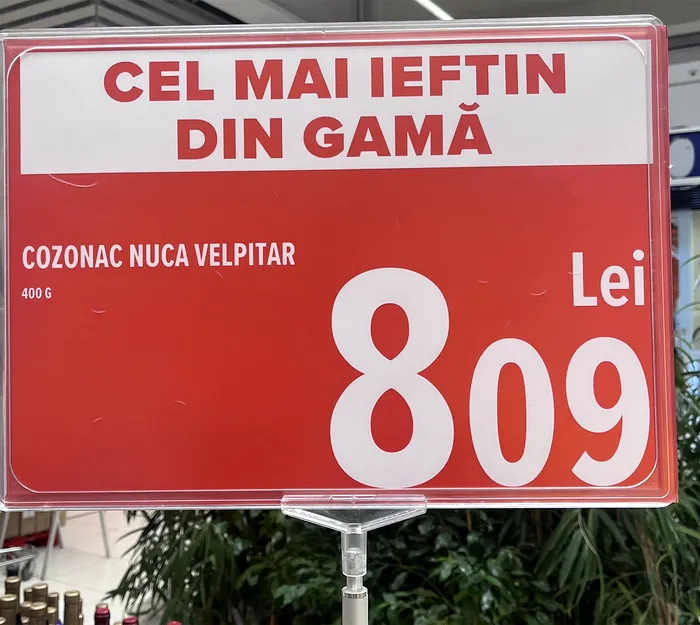 CEL MAI IEFTIN
DIN GAMĂ
COZONAC NUCA VELPITAR
400 G
Lei
809